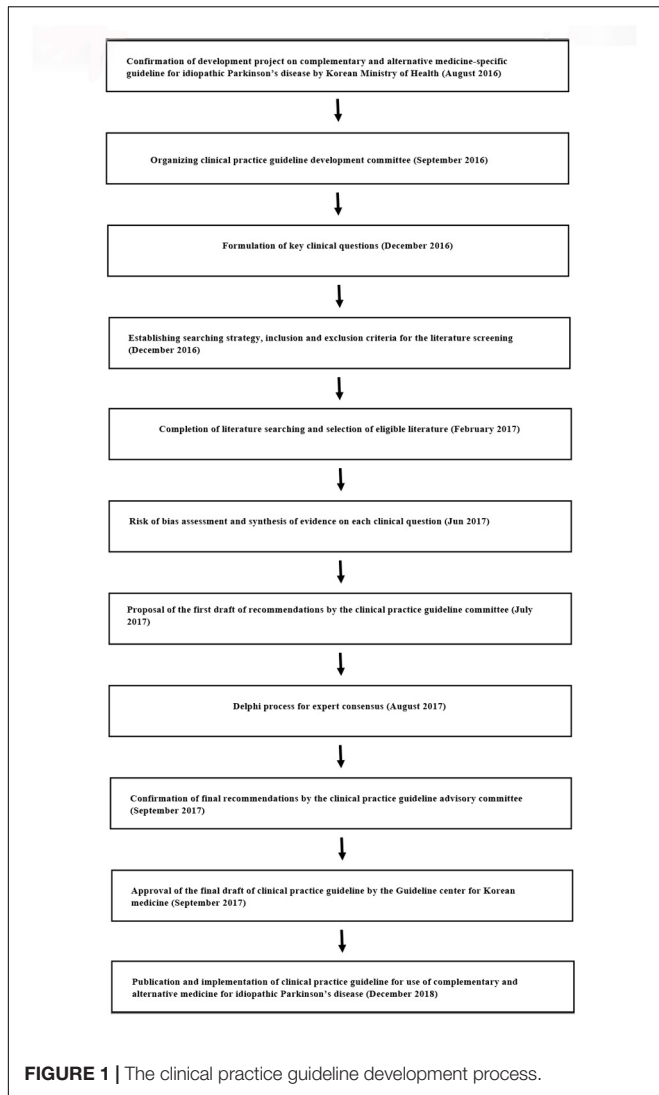 Confirmation of development project on complementary and alternative medicine-specific
guideline for idiopathic Parkinson's disease by Korean Ministry of Health (August 2016)
Organizing clinical practice guideline development committee (September 2016)
Formulation of key clinical questions (December 2016)
Establishing searching strategy, inclusion and exclusion criteria for the literature screening
(December 2016)
Completion of literature searching and selection of eligible literature (February 2017)
Risk of bias assessment and synthesis of evidence on each clinical question (Jun 2017)
Proposal of the first draft of recommendations by the clinical practice guideline committee (July
2017)
Delphi process for expert consensus (August 2017)
Confirmation of final recommendations by the clinical practice guideline advisory committee
(September 2017)
Approval of the final draft of clinical practice guideline by the Guideline center for Korean
medicine (September 2017)
Publication and implementation of clinical practice guideline for use of complementary and
alternative medicine for idiopathic Parkinson's disease (December 2018)
FIGURE 1 | The clinical practice guideline development process.